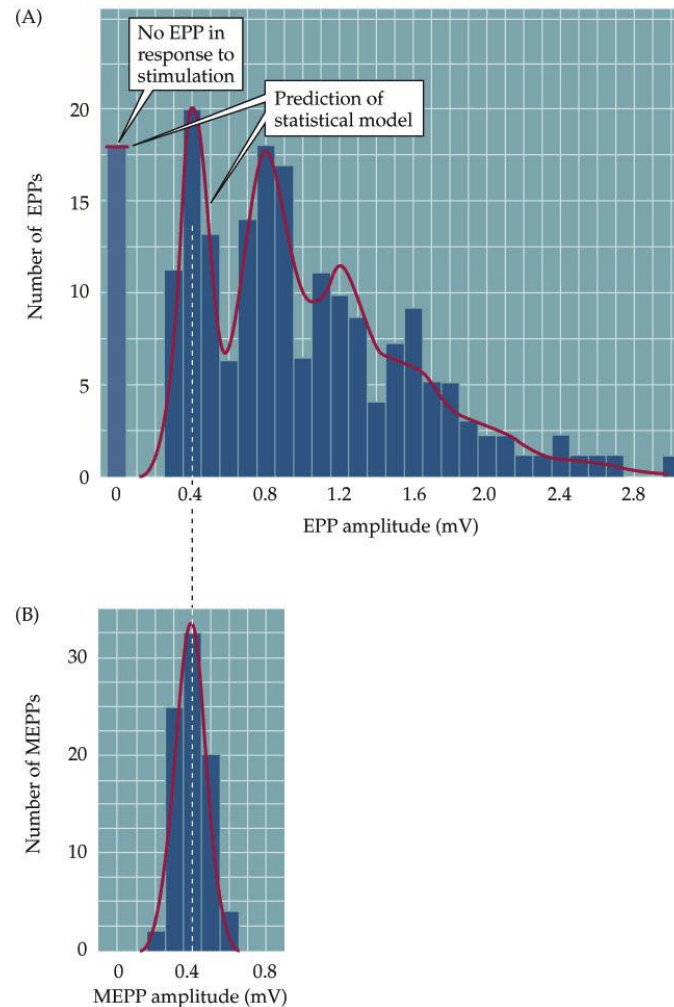 (A)
No EPP in
response to
stimulation
Prediction of
statistical model
Number of EPPs
20
15
10
5
0
0 0.4 0.8 1.2 1.6 2.0 2.4 2.8
EPP amplitude (mV)
(B)
Number of MEPPs
30
20
10
0
0 0.4 0.8
MEPP amplitude (mV)